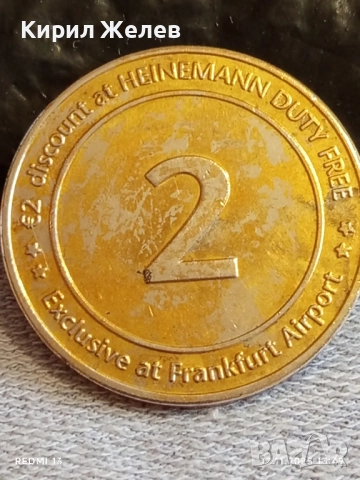 Кирил Желев
€2 discount at HEINEMANN DUTY FREE
2
Exclusive at Frankfurt Airport
REDMI 13